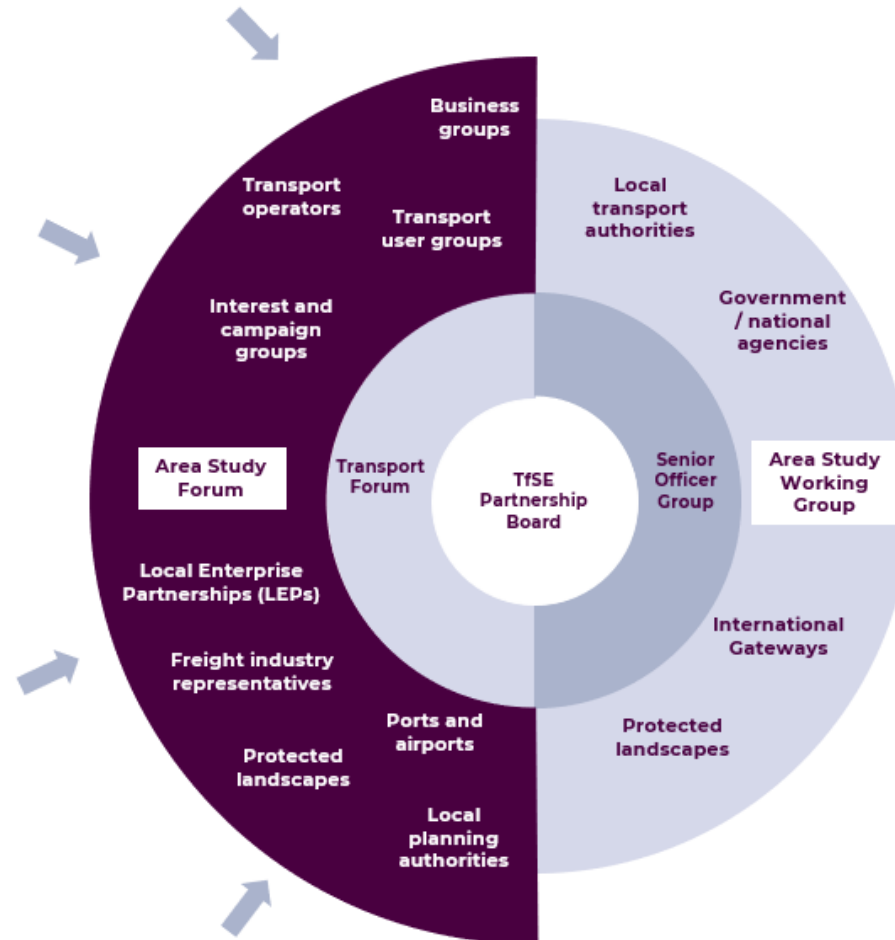 Business
groups
Transport
operators
Transport
user groups
Interest and
campaign
groups
Area Study
Forum
Local Enterprise
Partnerships (LEPs)
Freight industry
representatives
Ports and
airports
Protected
landscapes
Local
planning
authorities
Transport
Forum
TfSE
Partnership
Board
Senior
Officer
Group
Local
transport
authorities
Government
/ national
agencies
Area Study
Working
Group
International
Gateways
Protected
landscapes